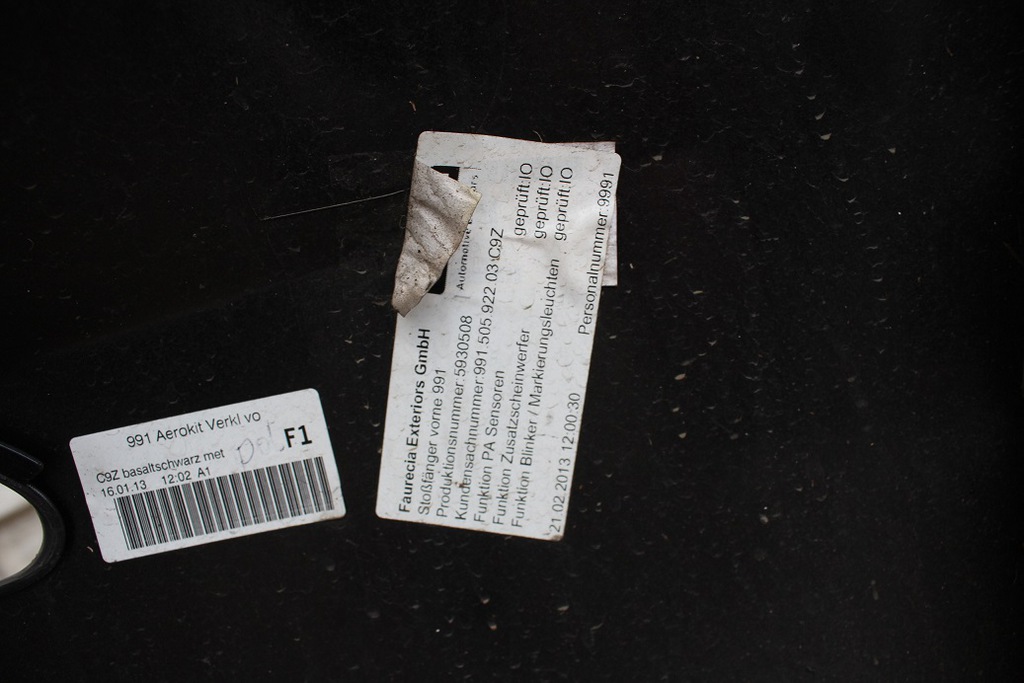 991 Aerokit Verkl vo
C9Z basaltschwarz met
F1
16.01.13 12:02 A1
Faurecia Exteriors GmbH
Stoßfänger vorne 991
Produktionsnummer:5930508
Kundensachnummer:991.505.922.03.C9Z
Funktion PA Sensoren geprüft:IO
Funktion Zusatzscheinwerfer geprüft:IO
Funktion Blinker / Markierungsleuchten geprüft:IO
21.02.2013 12:00:30 Personalnummer:9991